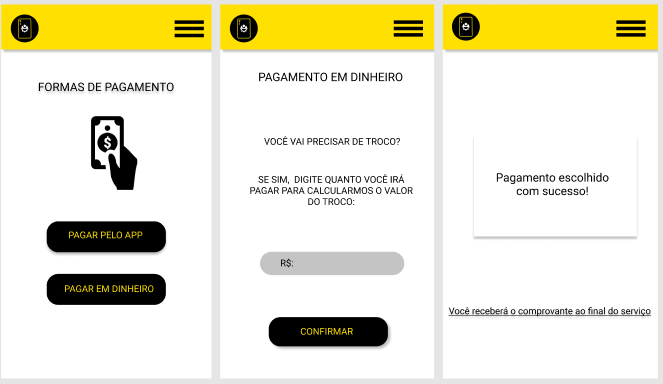 FORMAS DE PAGAMENTO
$
PAGAR PELO APP
PAGAR EM DINHEIRO
PAGAMENTO EM DINHEIRO
VOCÊ VAI PRECISAR DE TROCO?
SE SIM, DIGITE QUANTO VOCÊ IRÁ
PAGAR PARA CALCULARMOS O VALOR
DO TROCO:
R$:
CONFIRMAR
Pagamento escolhido
com sucesso!
Você receberá o comprovante ao final do serviço